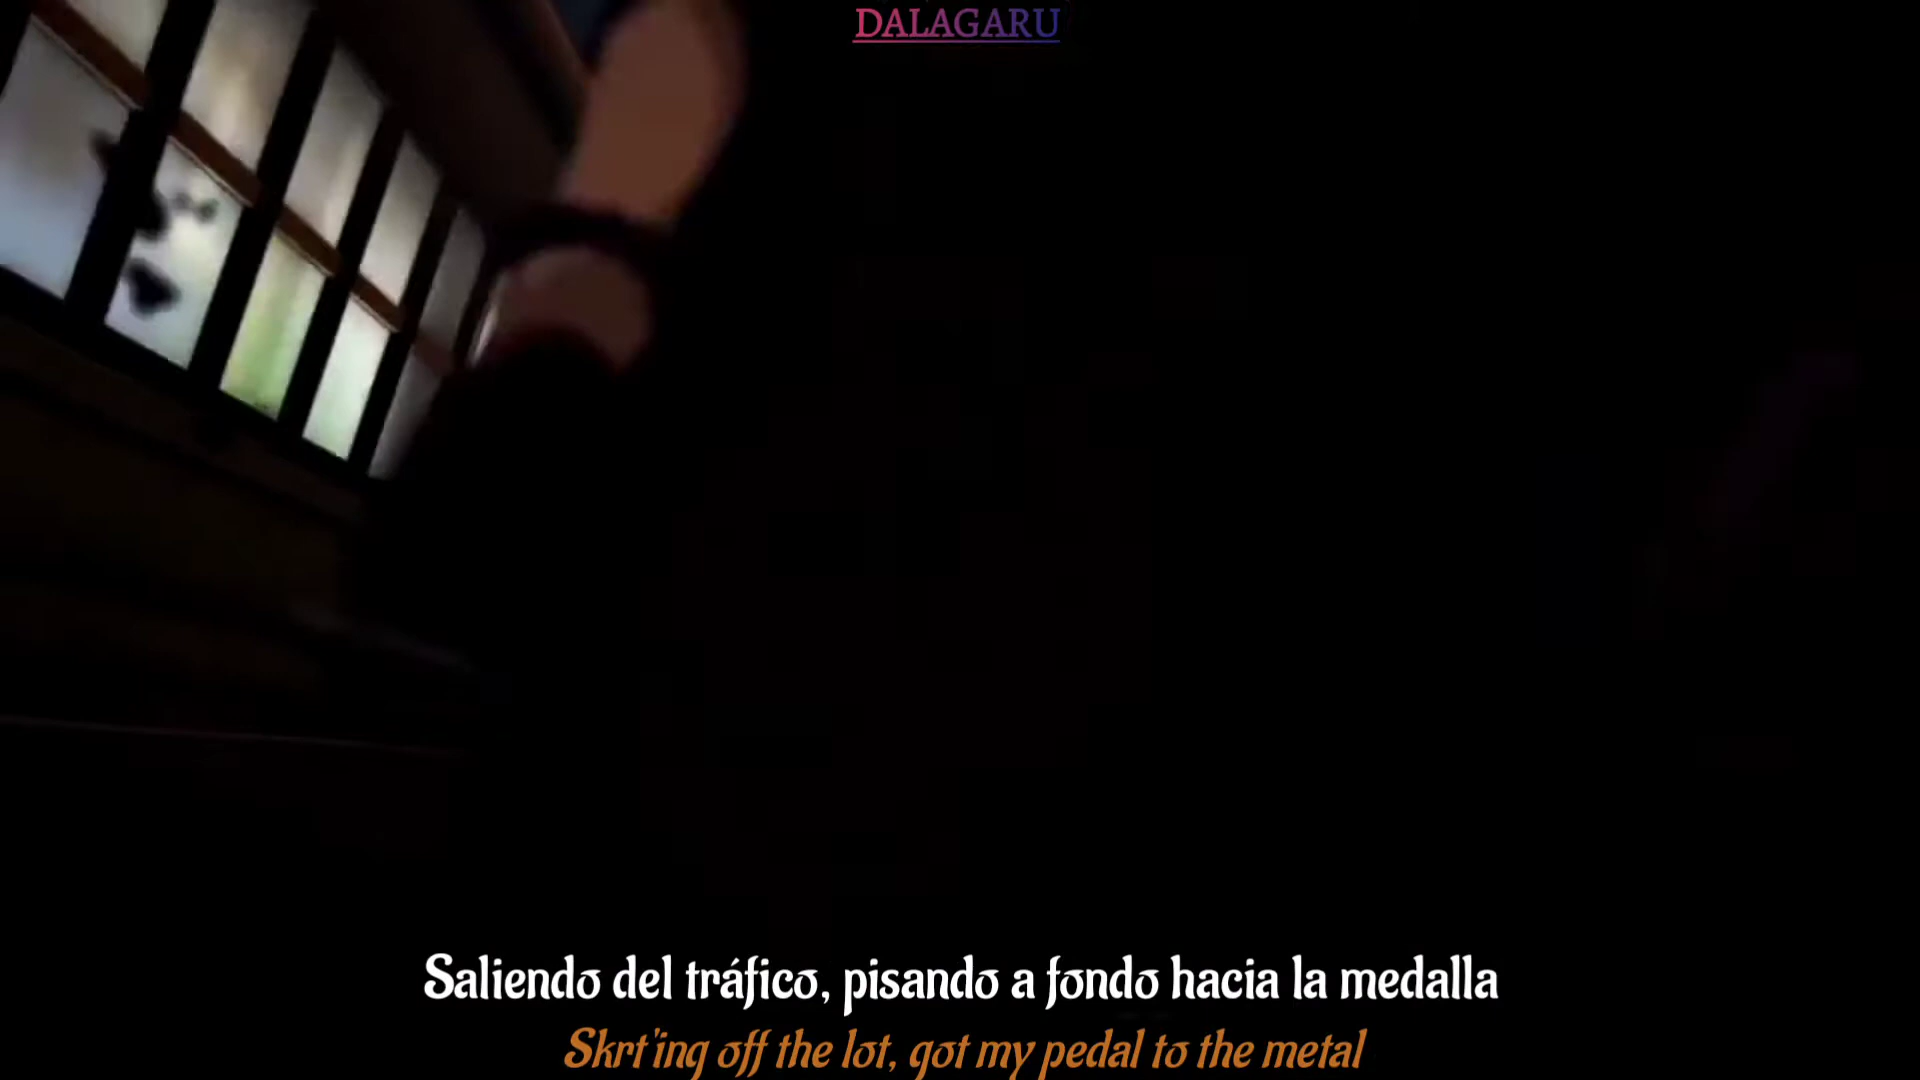 DALAGARU
Saliendo del tráfico, pisando a fondo hacia la medalla
Skrt'ing off the lot, got my pedal to the metal